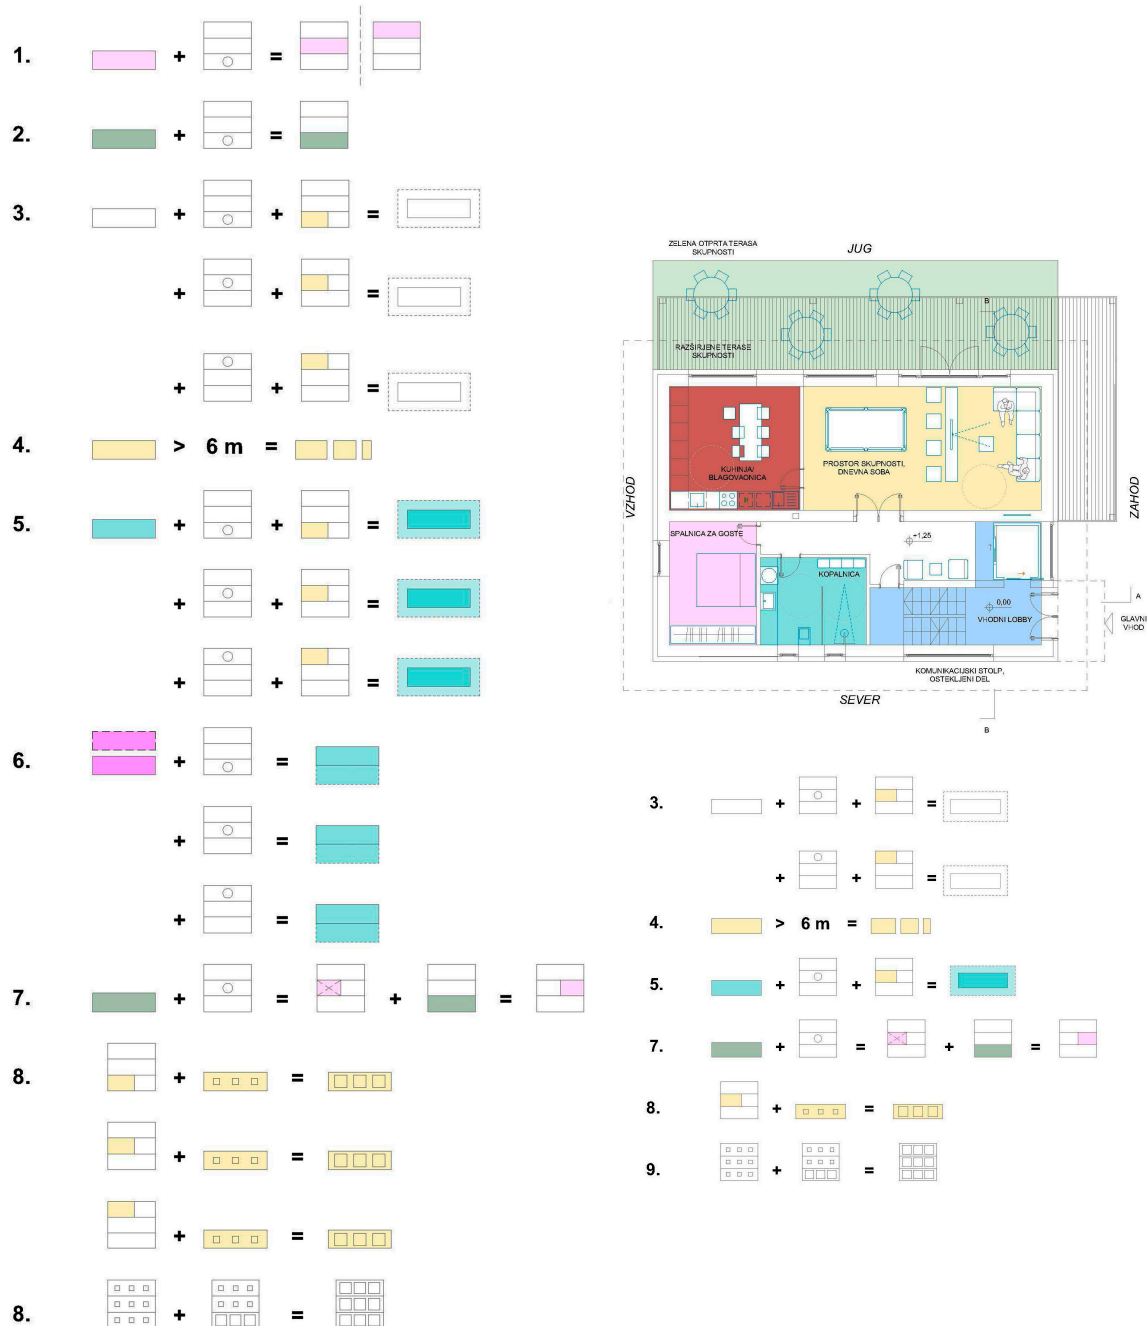 1. + = 
2. + =
3. + + =
+ + =
+ + =
4. > 6 m =
5. + + =
+ + =
+ + =
6. + =
+ =
+ =
7. + = + =
8. + =
+ =
+ =
8. + =
ZELENA OTPRTA TERASA
SKUPNOSTI
JUG
B
RAZŠIRJENE TERASE
SKUPNOSTI
VZHOD
ZAHOD
KUHINJA/
BLAGOVAONICA
PROSTOR SKUPNOSTI,
DNEVNA SOBA
SPALNICA ZA GOSTE
+1,25
KOPALNICA
0,00
VHODNI LOBBY
A
GLAVNI
VHOD
KOMUNIKACIJSKI STOLP,
OSTEKLJENI DEL
SEVER
B
3. + + =
+ + =
4. > 6 m =
5. + + =
7. + = + =
8. + =
9. + =